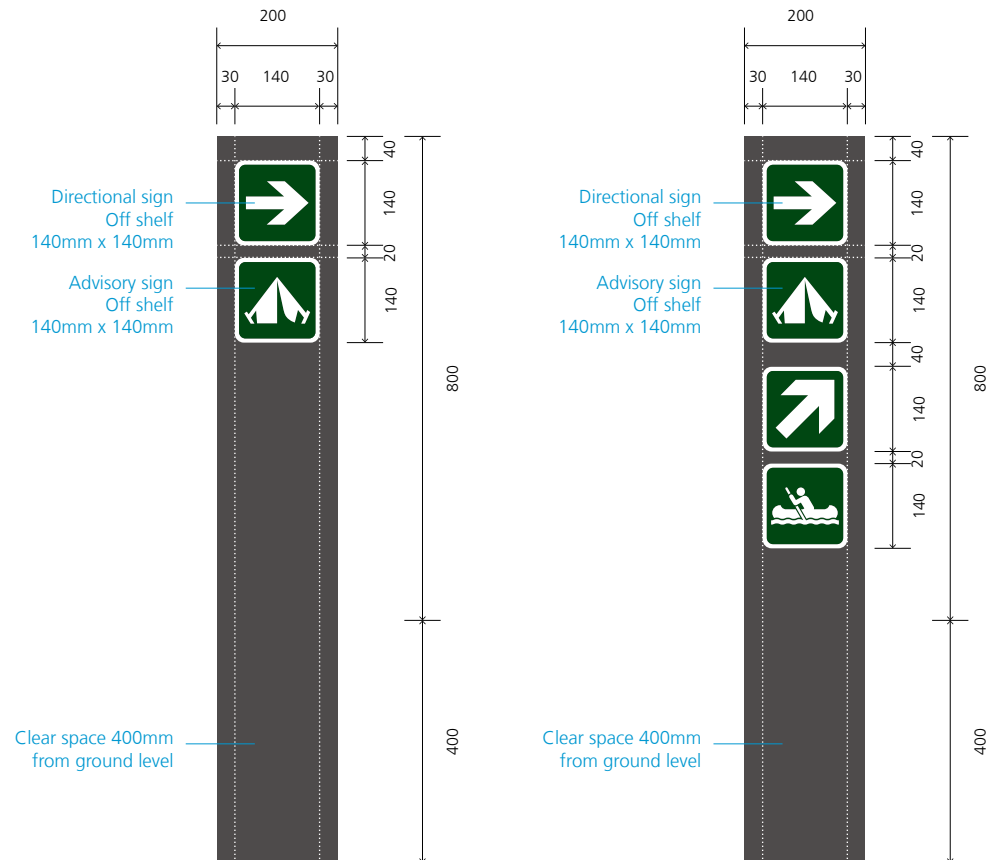 200
200
30 140 30
30 140 30
40
40
Directional sign
Off shelf
140mm x 140mm
140
Directional sign
Off shelf
140mm x 140mm
140
20
20
Advisory sign
Off shelf
140mm x 140mm
140
Advisory sign
Off shelf
140mm x 140mm
140
40
800
800
140
20
140
Clear space 400mm
from ground level
400
Clear space 400mm
from ground level
400